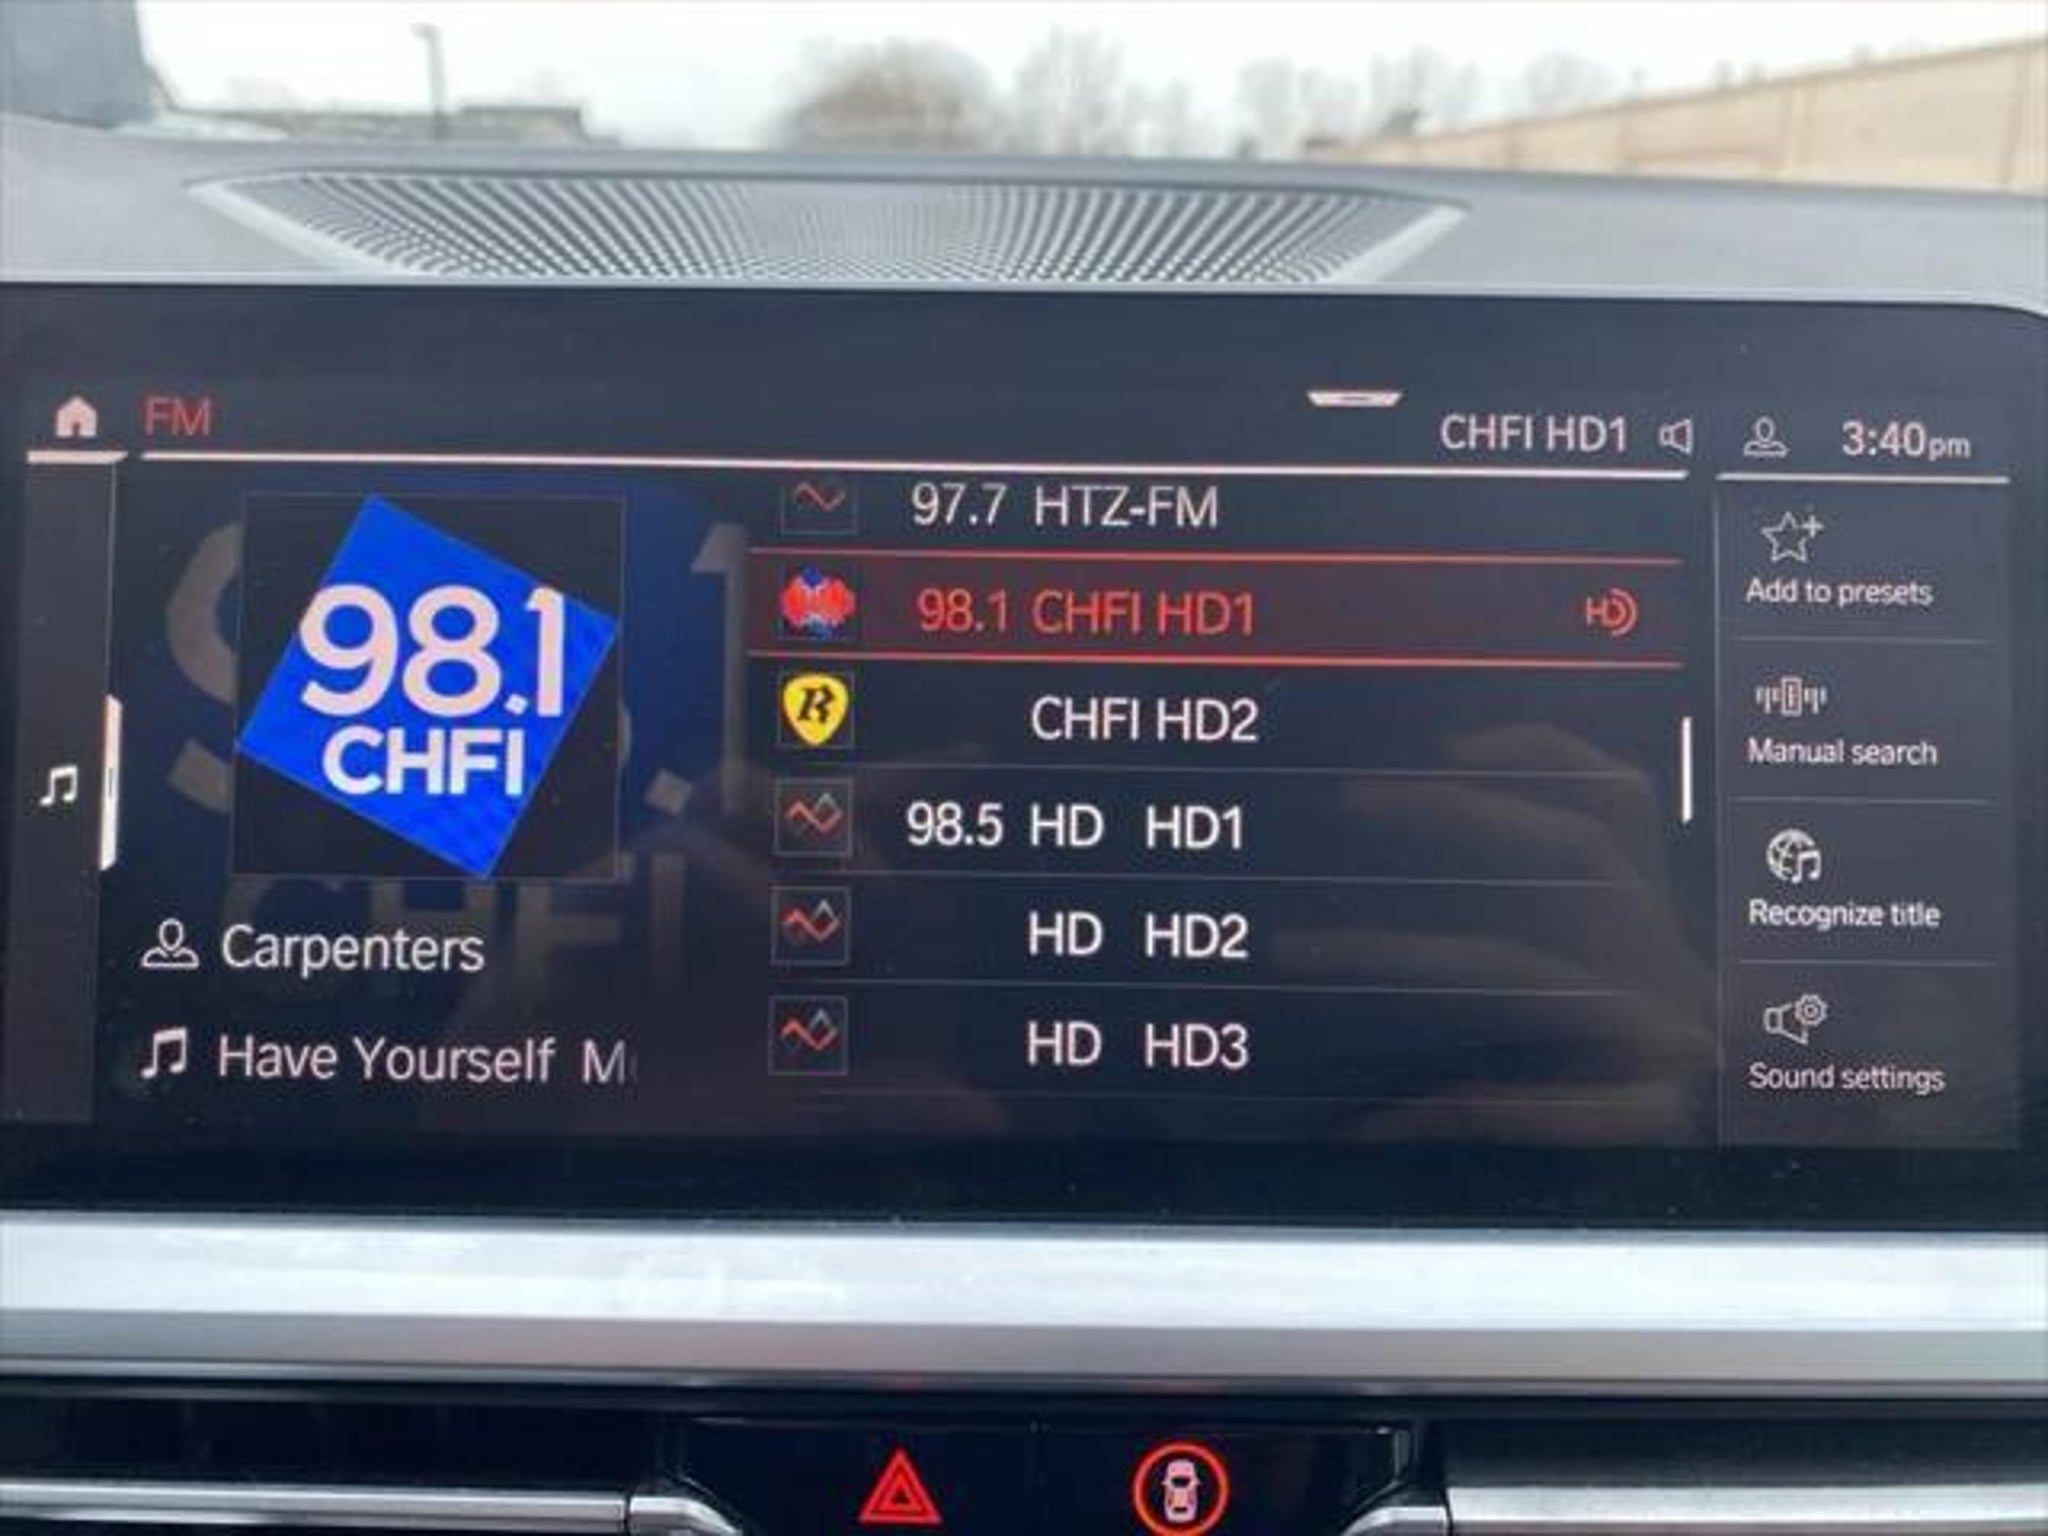 FM
CHFI HD1
3:40pm
98.1
CHFI
Carpenters
Have Yourself M
97.7 HTZ-FM
98.1 CHFI HD1 HD
R
CHFI HD2
98.5 HD HD1
HD HD2
HD HD3
Add to presets
Manual search
Recognize title
Sound settings